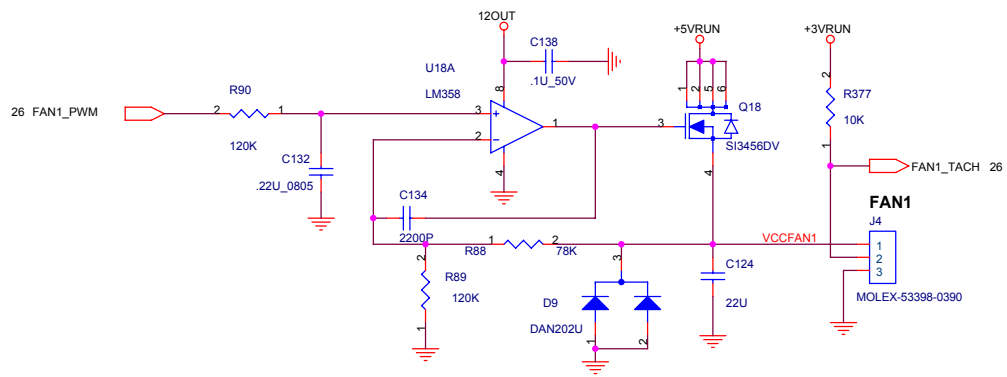 12OUT
+5VRUN
+3VRUN
C138
U18A
.1U_50V
LM358
8
1 2 5 6
2
R377
10K
1
Q18
SI3456DV
26 FAN1_PWM
2 R90 1
120K
3
+
2
-
1
3
4
4
C132
.22U_0805
FAN1_TACH 26
C134
2200P
FAN1
J4
1
2
3
MOLEX-53398-0390
VCCFAN1
1 2
R88 78K
2
R89
120K
1
3
D9
DAN202U
1 2
C124
22U